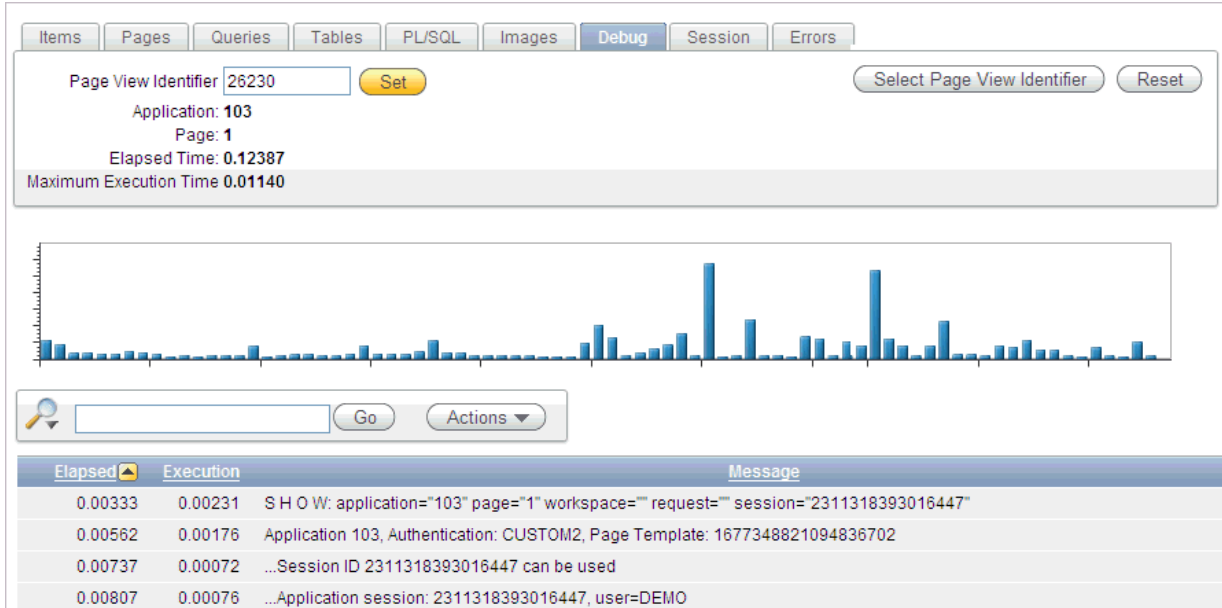 Items Pages Queries Tables PL/SQL Images Debug Session Errors
Page View Identifier 26230 Set Select Page View Identifier Reset
Application: 103
Page: 1
Elapsed Time: 0.12387
Maximum Execution Time 0.01140
Go Actions
Elapsed Execution Message
0.00333 0.00231 S H O W: application="103" page="1" workspace="" request="" session="2311318393016447"
0.00562 0.00176 Application 103, Authentication: CUSTOM2, Page Template: 1677348821094836702
0.00737 0.00072 ...Session ID 2311318393016447 can be used
0.00807 0.00076 ...Application session: 2311318393016447, user=DEMO